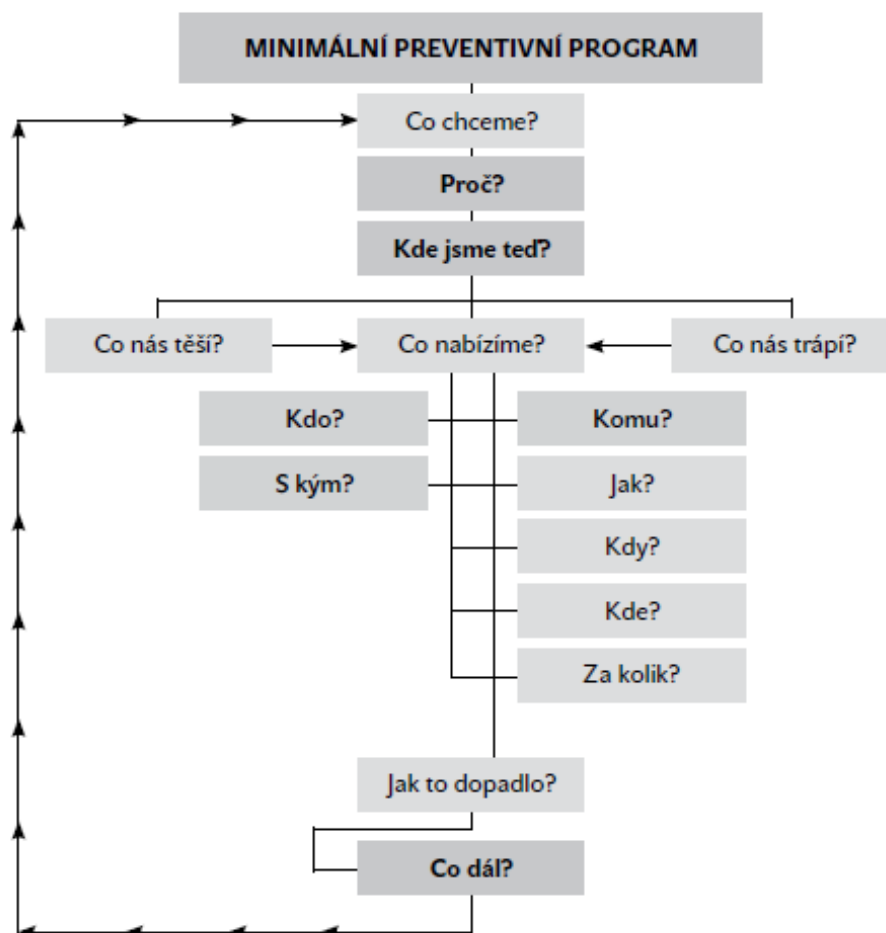 MINIMÁLNÍ PREVENTIVNÍ PROGRAM
Co chceme?
Proč?
Kde jsme teď?
Co nás těší?
Co nabízíme?
Co nás trápí?
Kdo?
Komu?
S kým?
Jak?
Kdy?
Kde?
Za kolik?
Jak to dopadlo?
Co dál?